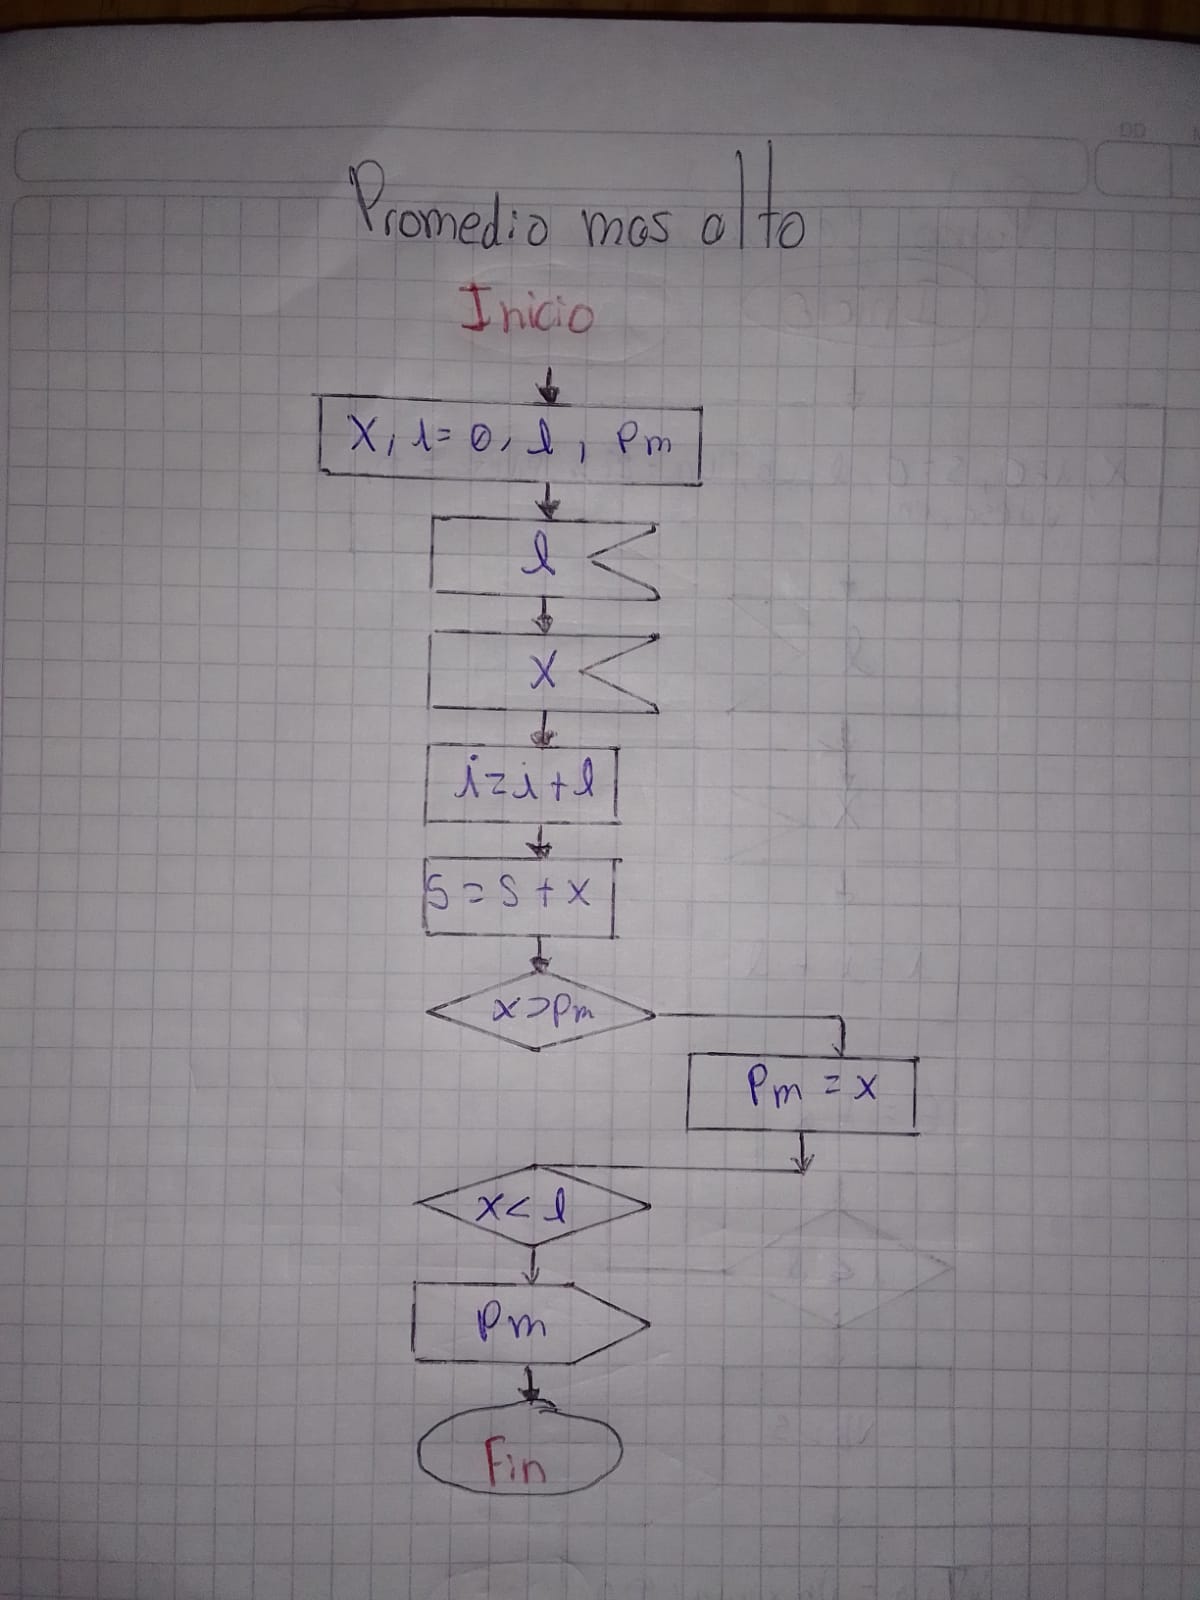 Promedio mas alto
Inicio
X, i=0, l, Pm
l
X
i=i+l
S=S+x
x>Pm
Pm=x
x<l
Pm
Fin